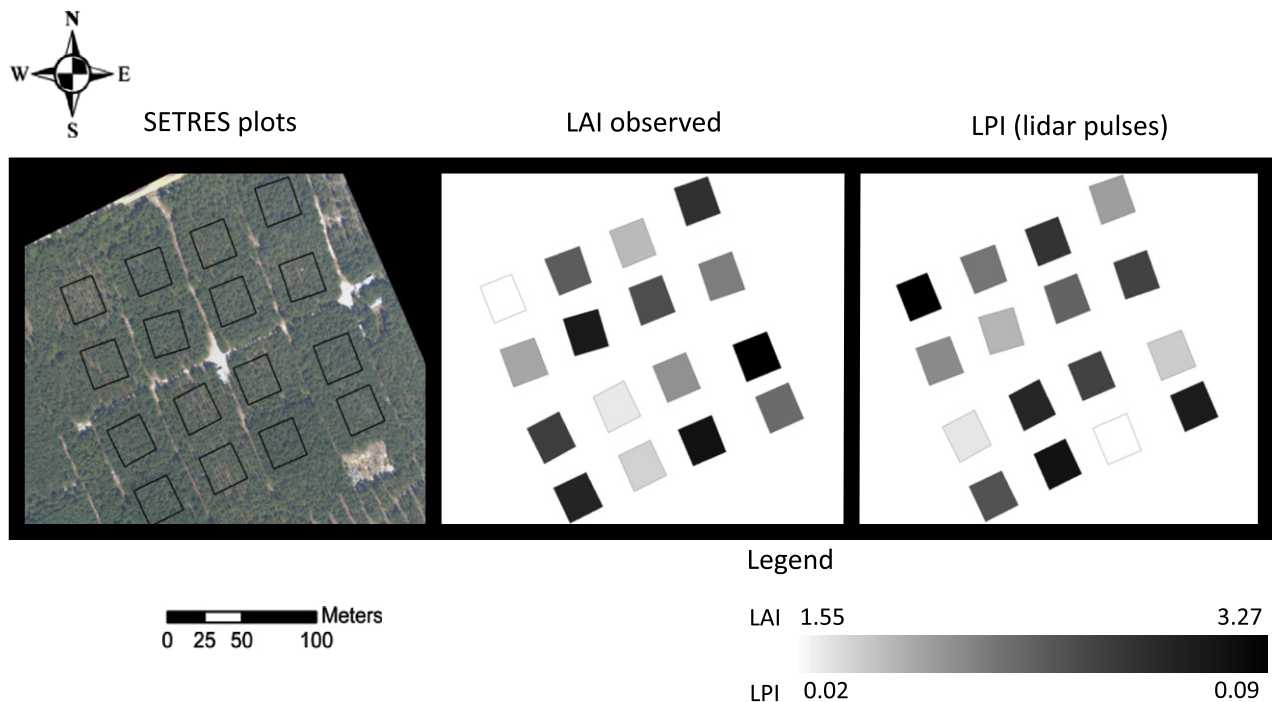 N
W E
S
SETRES plots
LAI observed
LPI (lidar pulses)
Legend
Meters
0 25 50 100
LAI 1.55 3.27
LPI 0.02 0.09